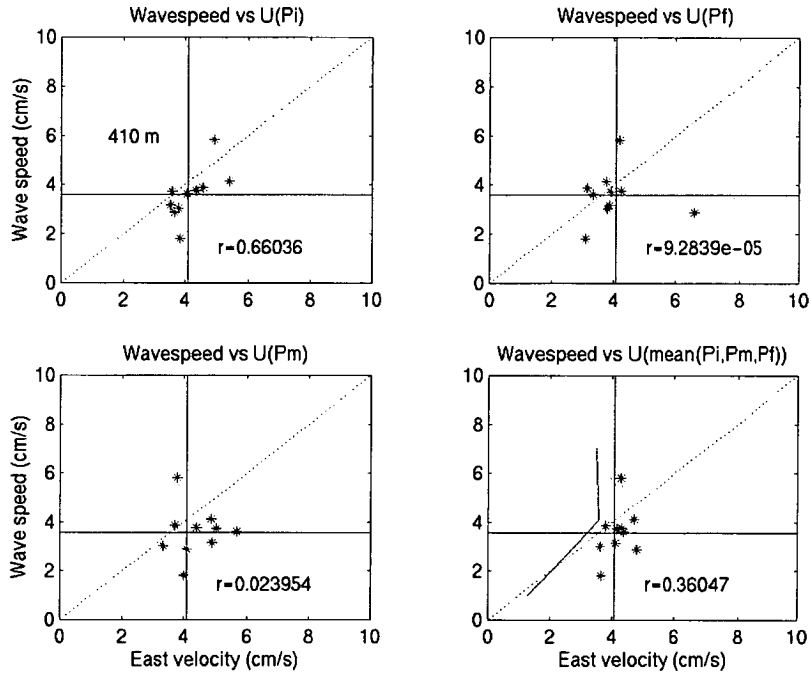 Wavespeed vs U(Pi)
Wave speed (cm/s)
10
8
6
4
2
0
410 m
r=0.66036
0 2 4 6 8 10
Wavespeed vs U(Pf)
10
8
6
4
2
0
r=9.2839e-05
0 2 4 6 8 10
Wavespeed vs U(Pm)
Wave speed (cm/s)
10
8
6
4
2
0
r=0.023954
0 2 4 6 8 10
East velocity (cm/s)
Wavespeed vs U(mean(Pi,Pm,Pf))
10
8
6
4
2
0
r=0.36047
0 2 4 6 8 10
East velocity (cm/s)